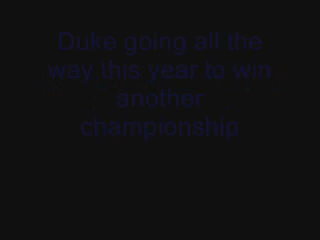 Duke going all the
way this year to win
another
championship